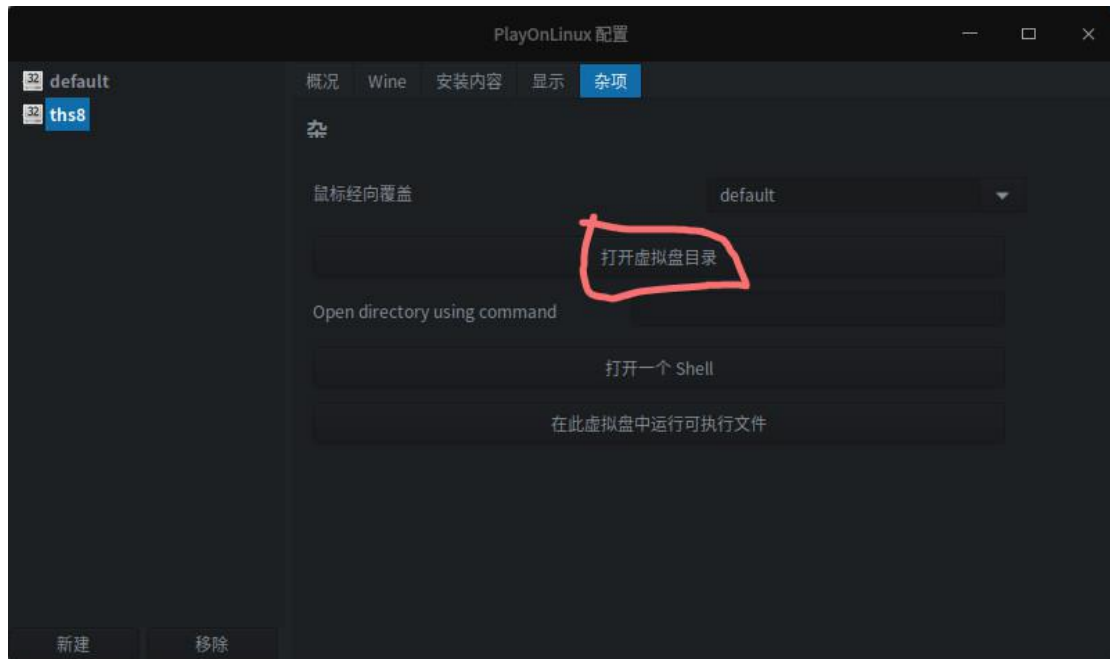 PlayOnLinux 配置
32 default
32 ths8
概况 Wine 安装内容 显示 杂项
杂
鼠标经向覆盖 default
打开虚拟盘目录
Open directory using command
打开一个 Shell
在此虚拟盘中运行可执行文件
新建 移除